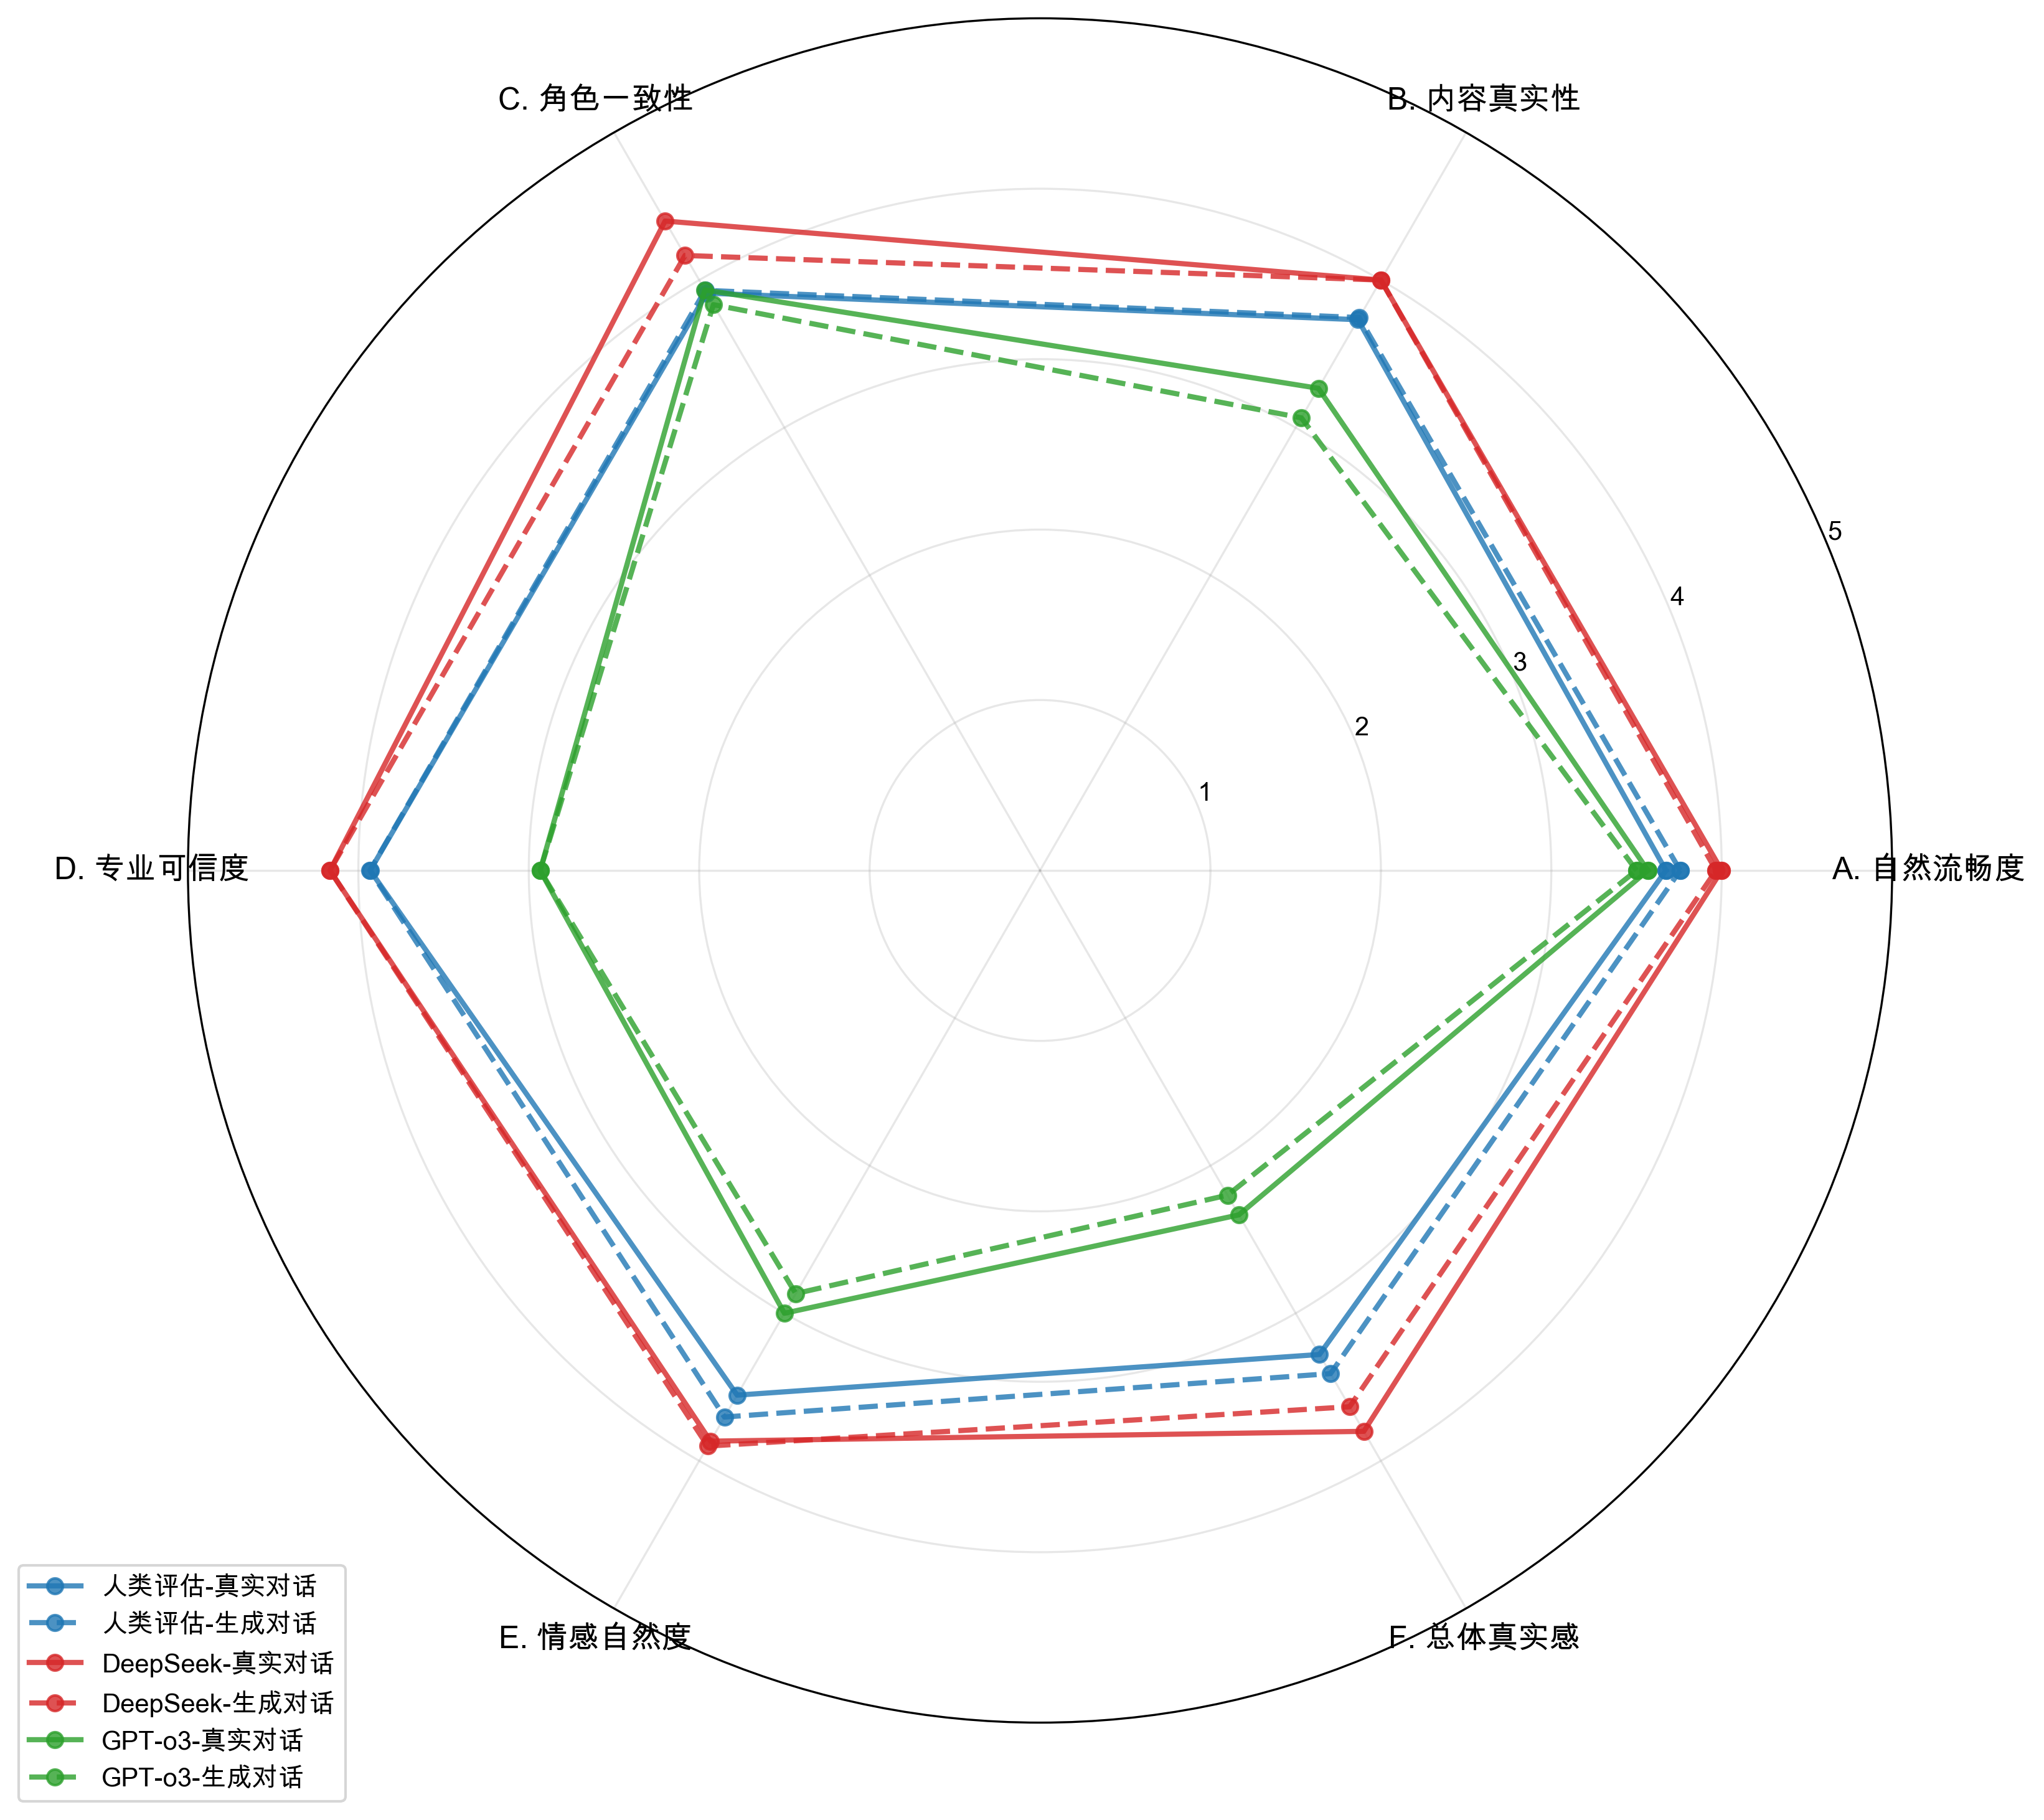 C. 角色一致性
B. 内容真实性
5
4
3
2
1
D. 专业可信度
A. 自然流畅度
E. 情感自然度
F. 总体真实感
人类评估-真实对话
人类评估-生成对话
DeepSeek-真实对话
DeepSeek-生成对话
GPT-o3-真实对话
GPT-o3-生成对话